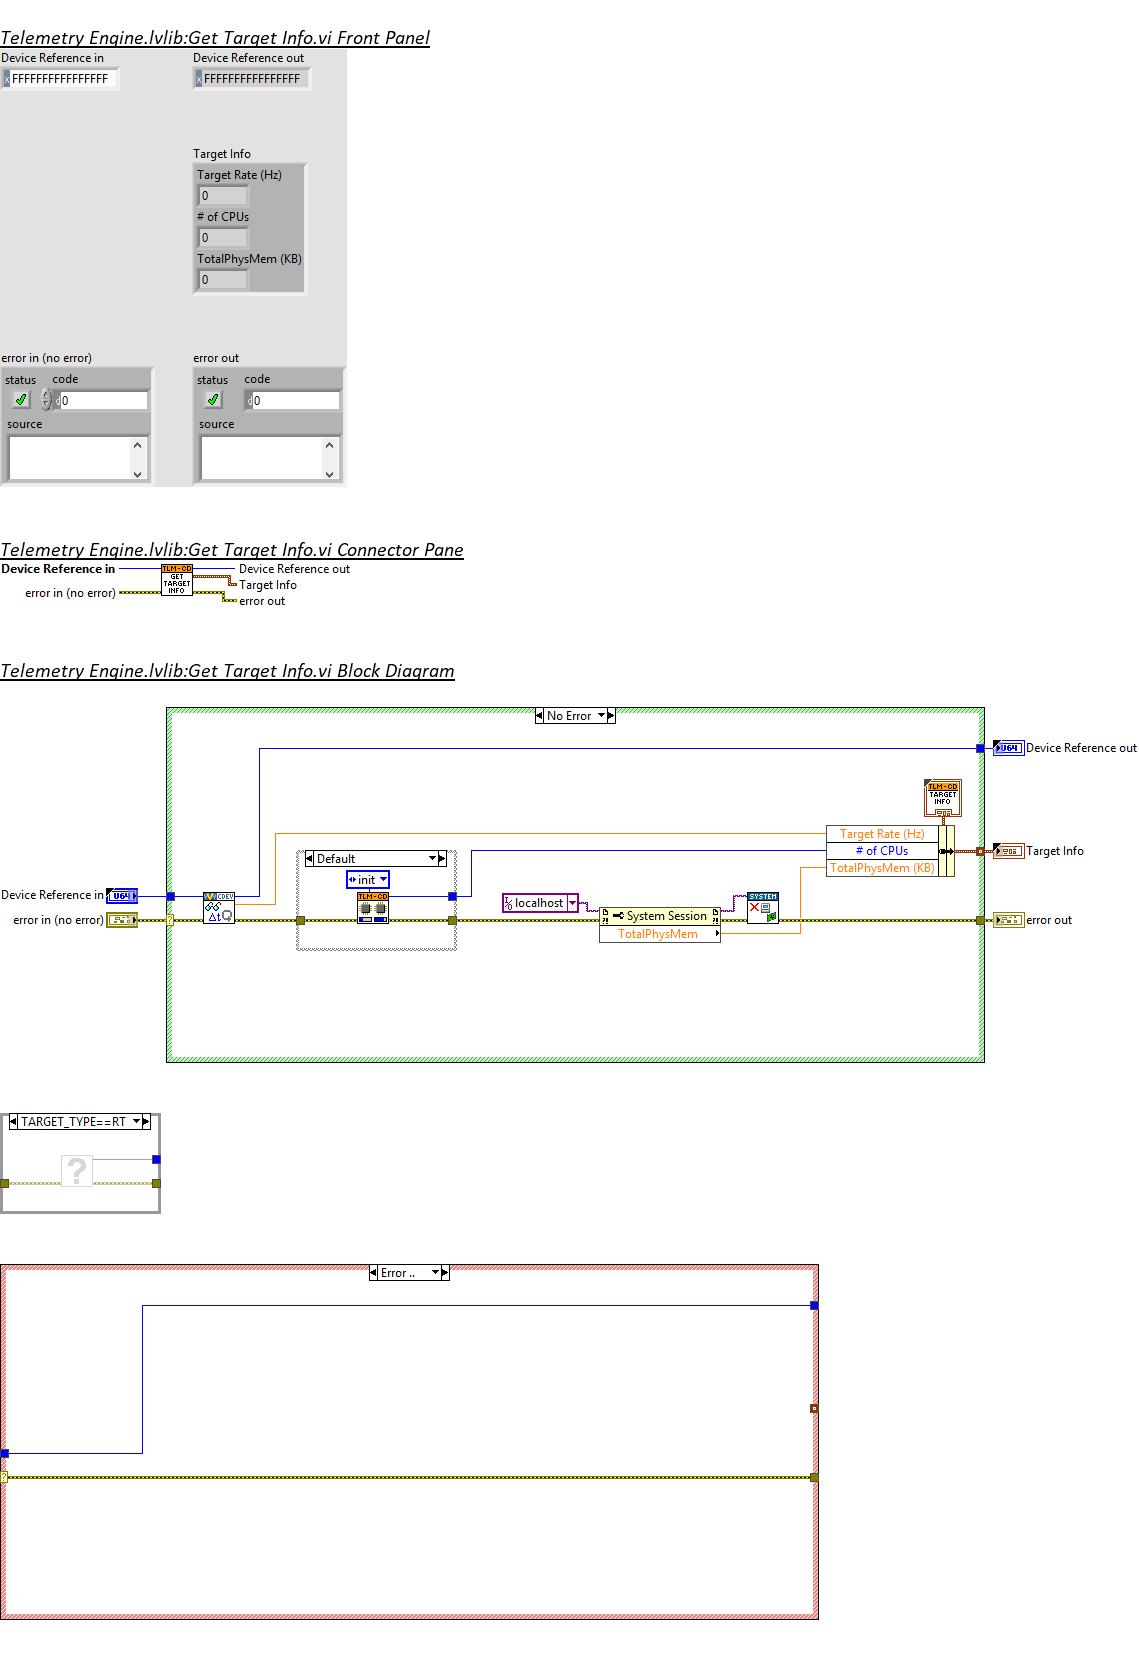 Telemetry Engine.lvlib:Get Target Info.vi Front Panel
Device Reference in
Device Reference out
x FFFFFFFFFFFFFFFF
x FFFFFFFFFFFFFFFF
Target Info
Target Rate (Hz)
0
# of CPUs
0
TotalPhysMem (KB)
0
error in (no error)
error out
status code
status code
d 0
d 0
source
source
Telemetry Engine.lvlib:Get Target Info.vi Connector Pane
Device Reference in
TLM-CD
GET
TARGET
INFO
Device Reference out
Target Info
error in (no error)
error out
Telemetry Engine.lvlib:Get Target Info.vi Block Diagram
No Error
U64
Device Reference out
TLM-CD
TARGET
INFO
Target Rate (Hz)
# of CPUs
TotalPhysMem (KB)
Target Info
Default
init
Device Reference in
U64
CDEV
Δt
TLM-CD
error in (no error)
?
I/O localhost
System Session
TotalPhysMem
SYSTEM
error out
TARGET_TYPE==RT
?
Error ..
?